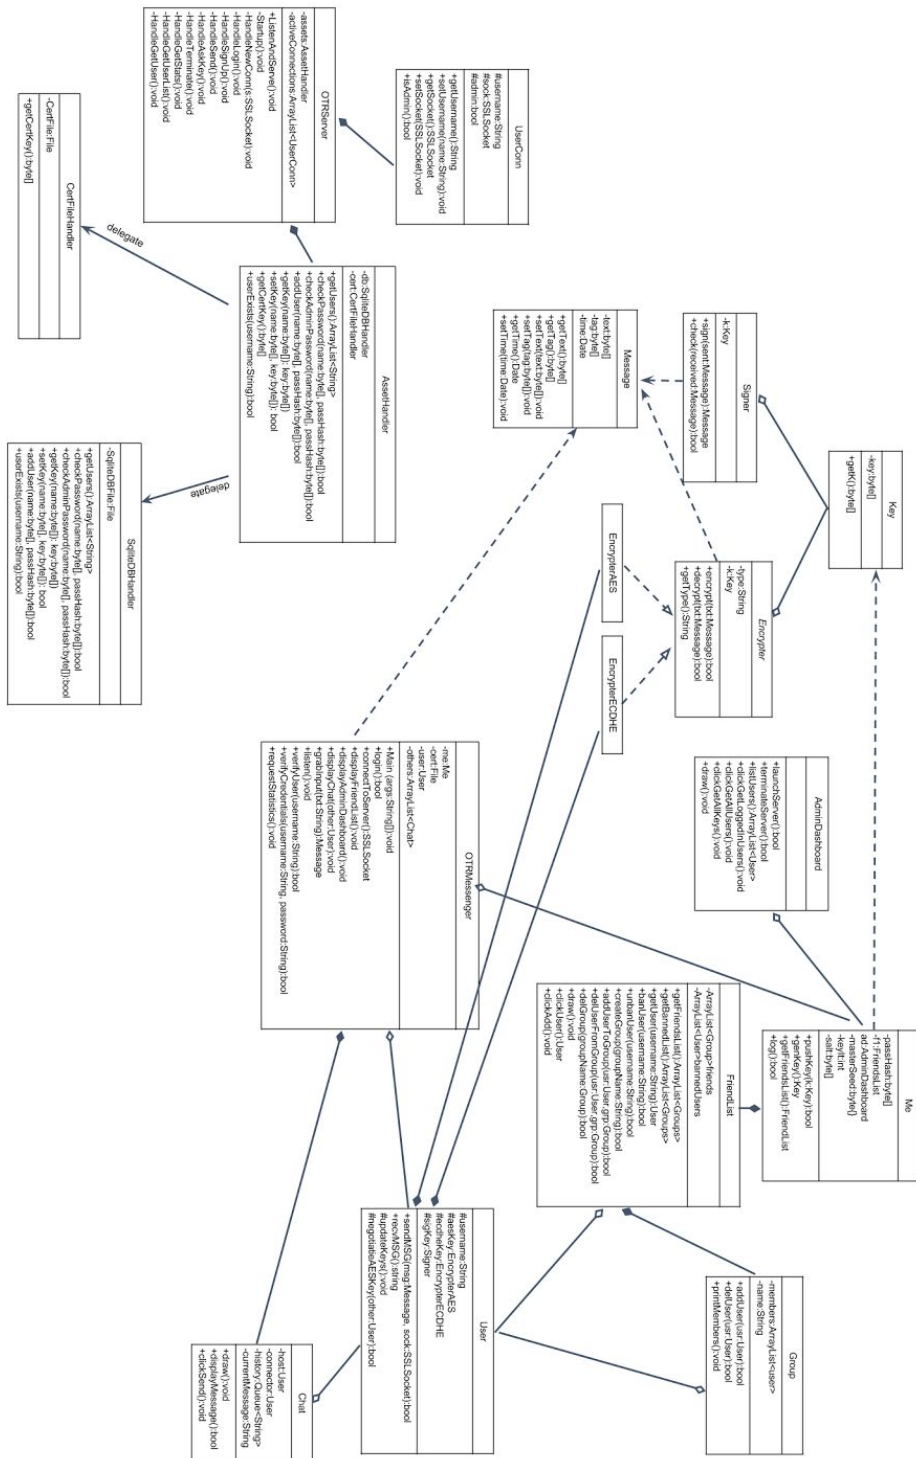 Key
-key:byte[]
+getK():byte[]
Me
-passHash:byte[]
-f1:FriendsList
ad:AdminDashboard
-masterSeed:byte{]
-keyIt:int
-salt:byte[]
+pushKey(k:Key):bool
+genKey():Key
+getFriendsList():FriendList
+log():bool
Group
-members:ArrayList<user>
-name:String
+addUser(usr:User):bool
+delUser(usr:User):bool
+printMembers():void
UserConn
#username:String
#sock:SSLSocket
#admin:bool
+getUsername():String
+setUsername(name:String):void
+getSocket():SSLSocket
+setSocket(SSLSocket):void
+isAdmin():bool
Signer
-k:Key
+sign(sent:Message):Message
+check(received:Message):bool
Encrypter
-type:String
-k:Key
+encrypt(txt:Message):bool
+decrypt(txt:Message):bool
+getType():String
AdminDashboard
+launchServer():bool
+terminateServer():bool
+listUsers():ArrayList<User>
+clickGetLoggedinUsers():void
+clickGetAllUsers():void
+clickGetAllKeys():void
+draw():void
FriendList
-ArrayList<Group>friends
-ArrayList<User>bannedUsers
+getFriendsList():ArrayList<Groups>
+getBannedList():ArrayList<Groups>
+getUser(username:String):User
+banUser(username:String):bool
+unbanUser(username:String):bool
+createGroup(groupName:String):bool
+addUserToGroup(usr:User,grp:Group):bool
+delUserFromGroup(usr:User,grp:Group):bool
+delGroup(groupName:Group):bool
+draw():void
+clickUser():User
+clickAdd():void
Message
-text:byte[]
-tag:byte[]
-time:Date
+getText():byte[]
+getTag():byte[]
+setText(text:byte[]):void
+setTag(tag:byte[]):void
+getTime():Date
+setTime(time:Date):void
EncrypterAES
EncrypterECDHE
OTRServer
-assets:AssetHandler
-activeConnections:ArrayList<UserConn>
+ListenAndServe():void
-Startup():void
-HandleNewConn(s:SSLSocket):void
-HandleLogin():void
-HandleSignUp():void
-HandleSend():void
-HandleAskKey():void
-HandleTerminate():void
-HandleGetStats():void
-HandleGetUserList():void
-HandleGetUser():void
AssetHandler
-db:SqliteDBHandler
-cert:CertFileHandler
+getUsers():ArrayList<String>
+checkPassword(name:byte[], passHash:byte[]):bool
+checkAdminPassword(name:byte[], passHash:byte[]):bool
+addUser(name:byte[], passHash:byte[]):bool
+getKey(name:byte[]): key:byte[]
+setKey(name:byte[], key:byte[]): bool
+getCertKey():byte[]
+userExists(username:String):bool
OTRMessenger
-me:Me
-cert:File
-user:User
-others:ArrayList<Chat>
+Main (args:String[]):void
+login():bool
+connectToServer():SSLSocket
+displayFriendList():void
+displayAdminDashboard():void
+displayChat(other:User):void
+grabInput(txt:String):Message
+listen():void
+verifyUser(username:String):bool
+verifyCredentials(username:String, password:String):bool
+requestStatistics():void
User
#username:String
#aesKey:EncrypterAES
#ecdheKey:EncrypterECDHE
#sigKey:Signer
+sendMSG(msg:Message, sock:SSLSocket):bool
+recvMSG():string
#updateKeys():void
#negotiatieAESKey(other:User):bool
Chat
-host:User
-connector:User
-history:Queue<String>
-currentMessage:String
+draw():void
+displayMessage():bool
+clickSend():void
delegate
delegate
CertFileHandler
-CertFile:File
+getCertKey():byte[]
SqliteDBHandler
-SqliteDBFile:File
+getUsers():ArrayList<String>
+checkPassword(name:byte[], passHash:byte[]):bool
+checkAdminPassword(name:byte[], passHash:byte[]):bool
+getKey(name:byte[]): key:byte[]
+setKey(name:byte[], key:byte[]): bool
+addUser(name:byte[], passHash:byte[]):bool
+userExists(username:String):bool